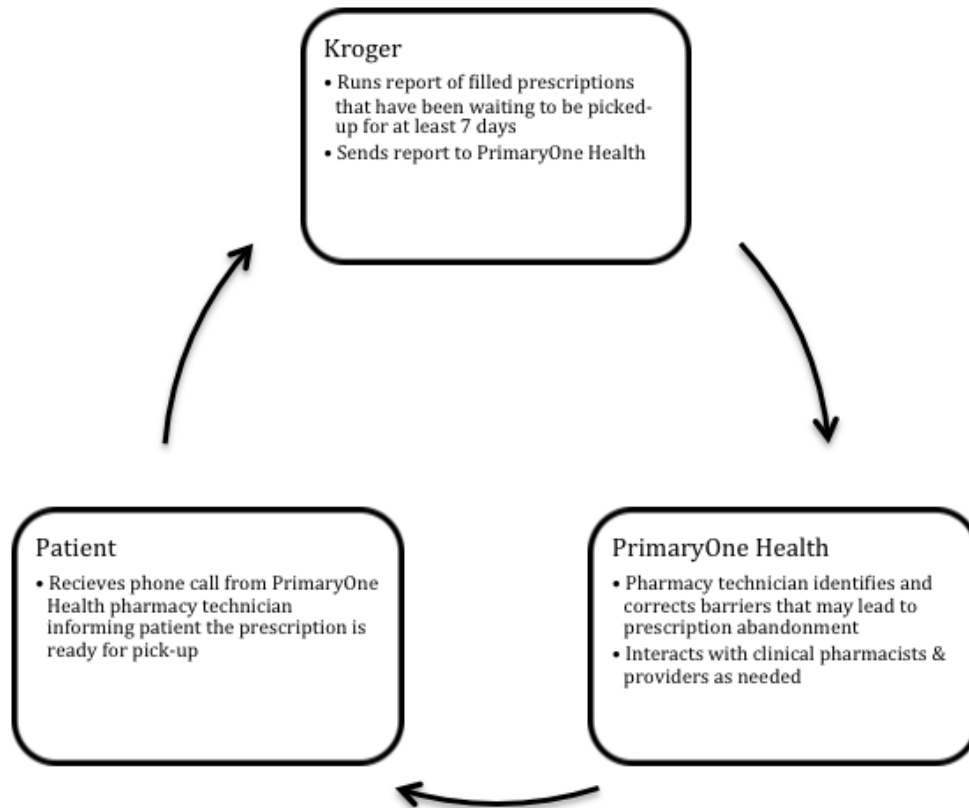 Kroger
• Runs report of filled prescriptions
that have been waiting to be picked-
up for at least 7 days
• Sends report to PrimaryOne Health
Patient
• Recieves phone call from PrimaryOne
Health pharmacy technician
informing patient the prescription is
ready for pick-up
PrimaryOne Health
• Pharmacy technician identifies and
corrects barriers that may lead to
prescription abandonment
• Interacts with clinical pharmacists &
providers as needed